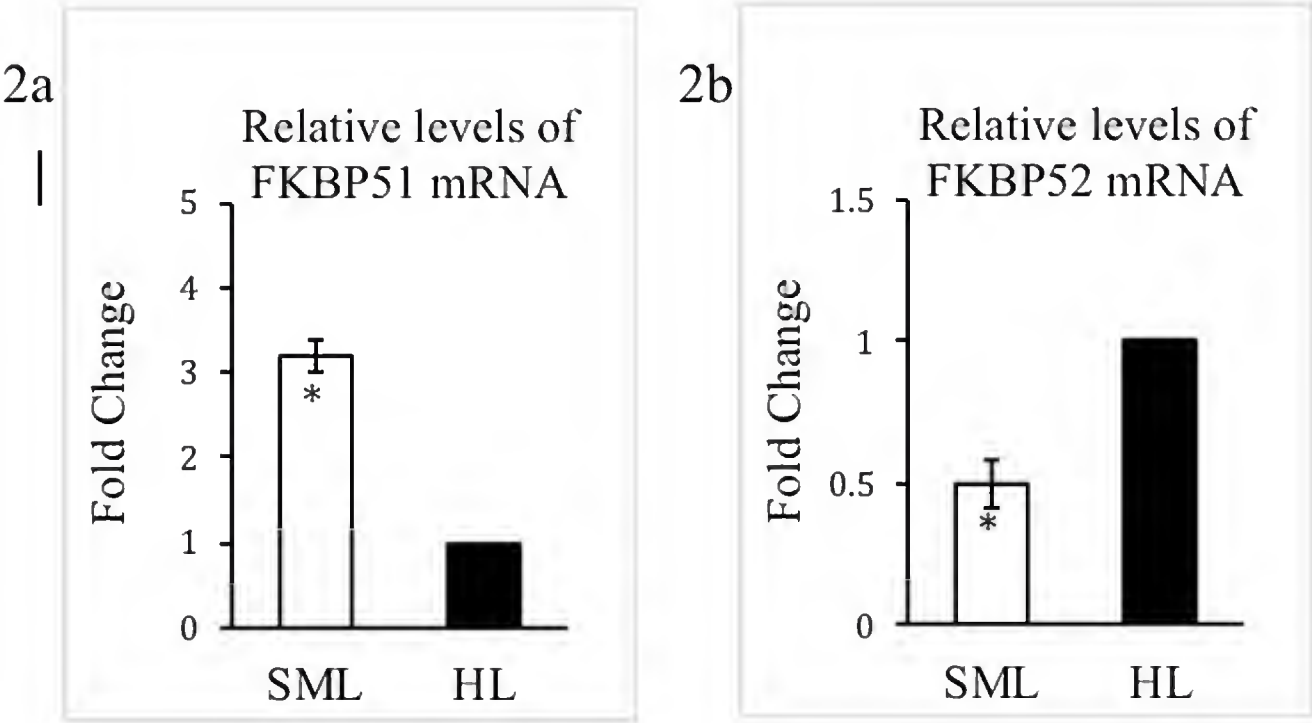 2a
Relative levels of
FKBP51 mRNA
Fold Change
5
4
3
2
1
0
*
SML
HL
2b
Relative levels of
FKBP52 mRNA
Fold Change
1.5
1
0.5
0
*
SML
HL